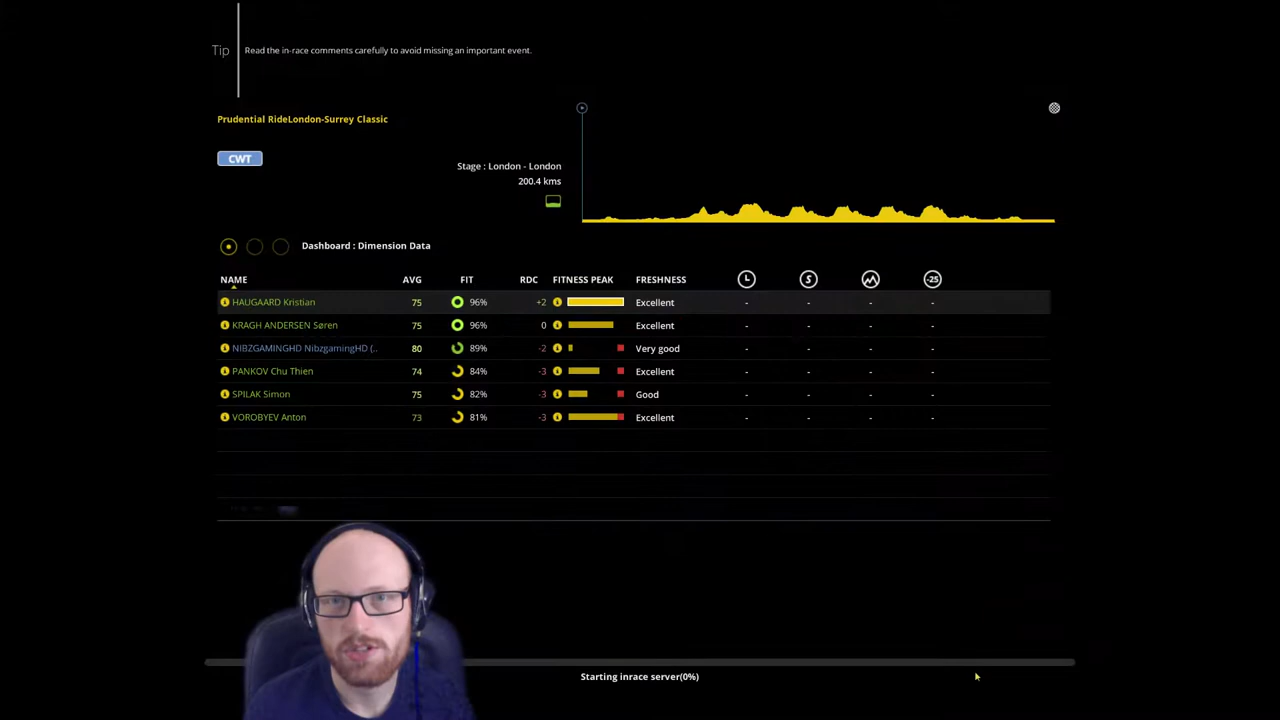 Tip
Read the in-race comments carefully to avoid missing an important event.
Prudential RideLondon-Surrey Classic
CWT
Stage : London - London
200.4 kms
Dashboard : Dimension Data
NAME AVG FIT RDC FITNESS PEAK FRESHNESS S -25
HAUGAARD Kristian 75 96% +2 Excellent - - - -
KRAGH ANDERSEN Søren 75 96% 0 Excellent - - - -
NIBZGAMINGHD NibzgamingHD (.. 80 89% -2 Very good - - - -
PANKOV Chu Thien 74 84% -3 Excellent - - - -
SPILAK Simon 75 82% -3 Good - - - -
VOROBYEV Anton 73 81% -3 Excellent - - - -
Starting inrace server(0%)